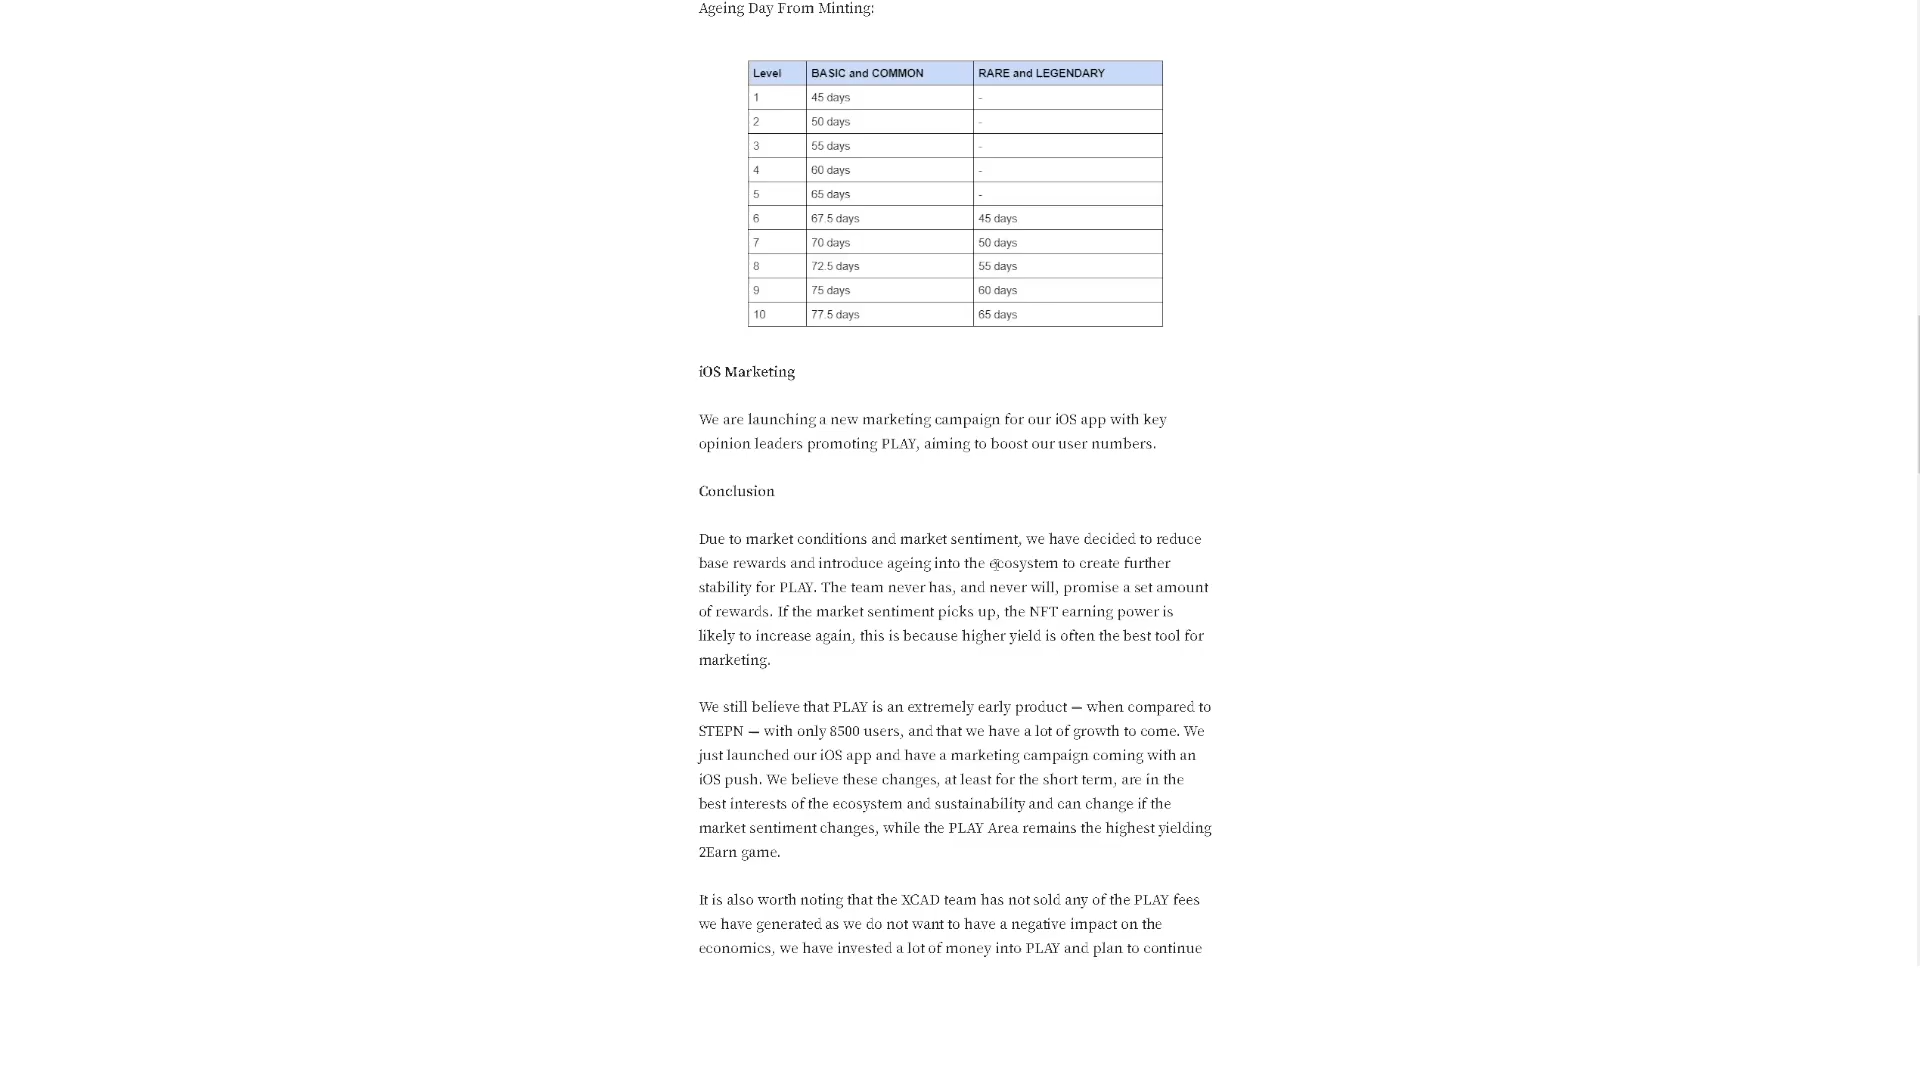 Ageing Day From Minting:
Level BASIC and COMMON RARE and LEGENDARY
1 45 days -
2 50 days -
3 55 days -
4 60 days -
5 65 days -
6 67.5 days 45 days
7 70 days 50 days
8 72.5 days 55 days
9 75 days 60 days
10 77.5 days 65 days
iOS Marketing
We are launching a new marketing campaign for our iOS app with key
opinion leaders promoting PLAY, aiming to boost our user numbers.
Conclusion
Due to market conditions and market sentiment, we have decided to reduce
base rewards and introduce ageing into the ecosystem to create further
stability for PLAY. The team never has, and never will, promise a set amount
of rewards. If the market sentiment picks up, the NFT earning power is
likely to increase again, this is because higher yield is often the best tool for
marketing.
We still believe that PLAY is an extremely early product — when compared to
STEPN — with only 8500 users, and that we have a lot of growth to come. We
just launched our iOS app and have a marketing campaign coming with an
iOS push. We believe these changes, at least for the short term, are in the
best interests of the ecosystem and sustainability and can change if the
market sentiment changes, while the PLAY Area remains the highest yielding
2Earn game.
It is also worth noting that the XCAD team has not sold any of the PLAY fees
we have generated as we do not want to have a negative impact on the
economics, we have invested a lot of money into PLAY and plan to continue